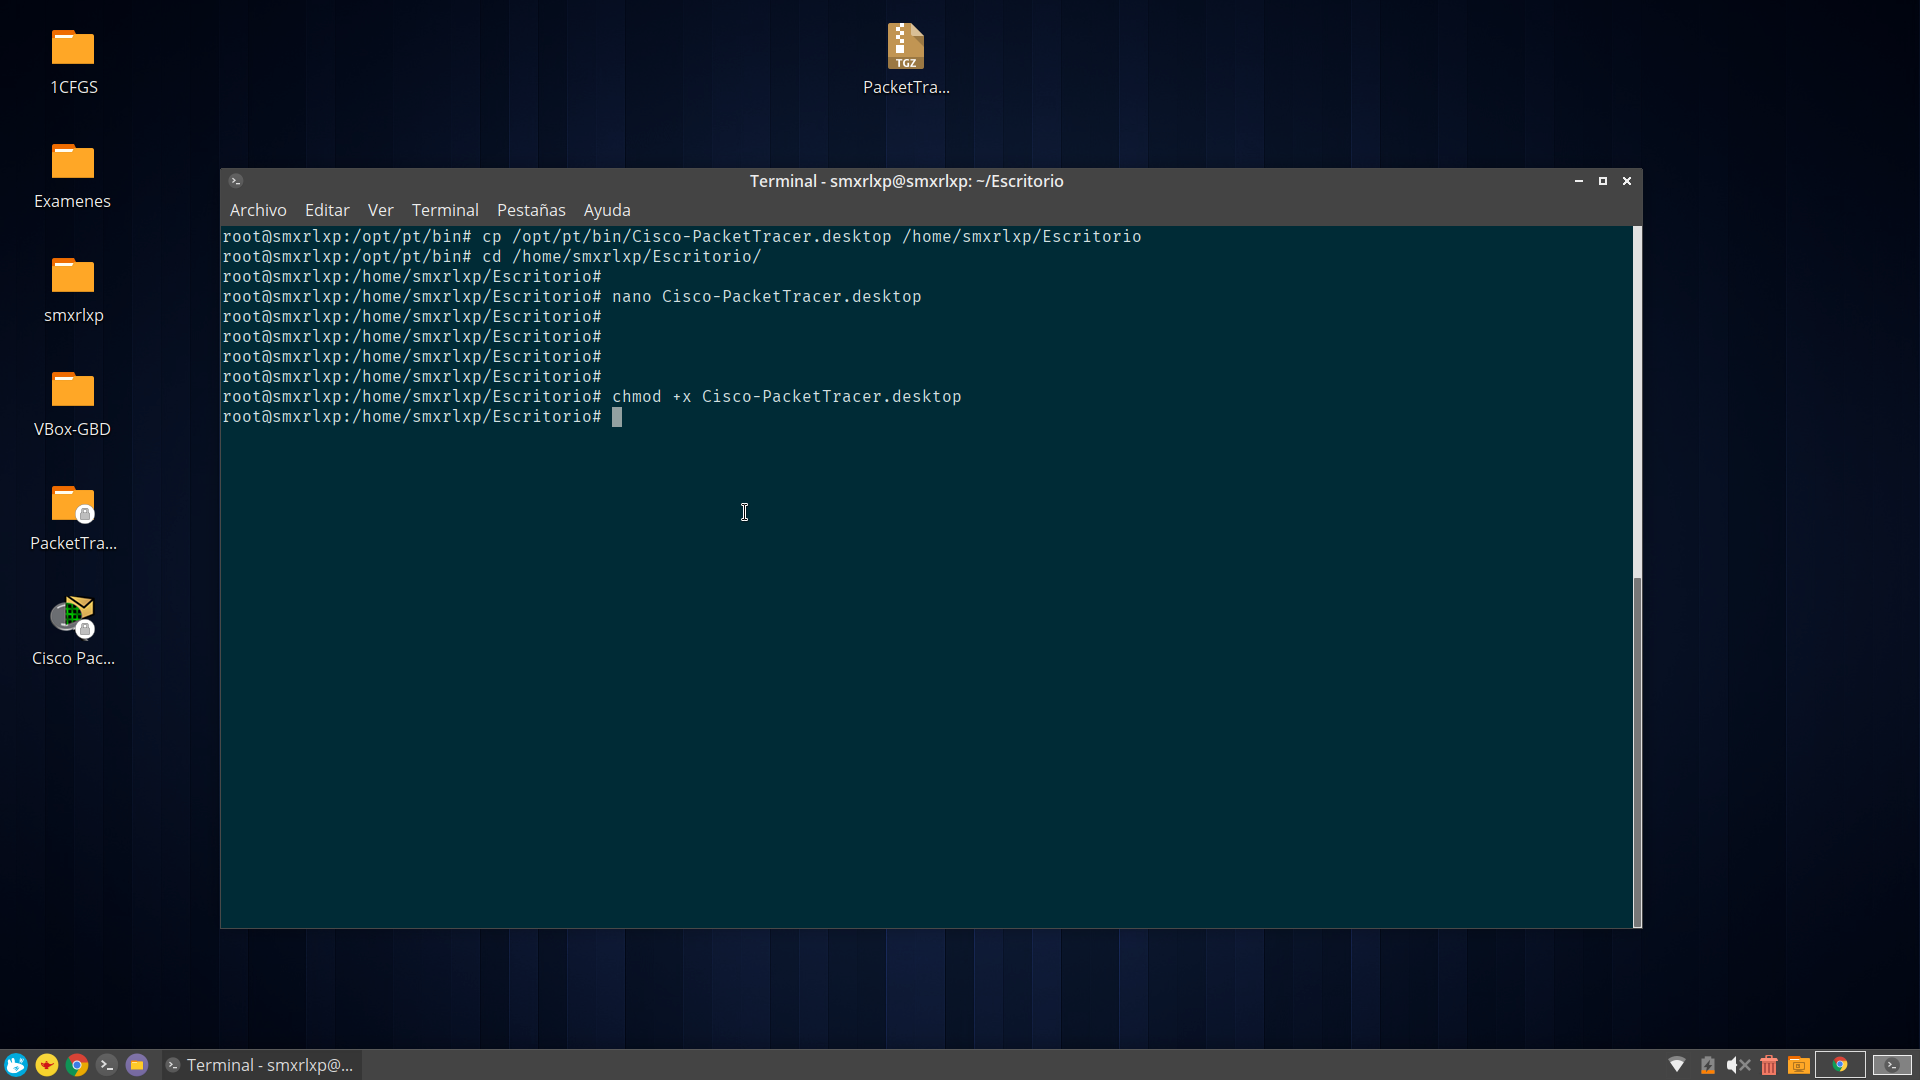 1CFGS
PacketTra...
TGZ
Examenes
smxrlxp
VBox-GBD
PacketTra...
Cisco Pac...
Terminal - smxrlxp@smxrlxp: ~/Escritorio
Archivo Editar Ver Terminal Pestañas Ayuda
root@smxrlxp:/opt/pt/bin# cp /opt/pt/bin/Cisco-PacketTracer.desktop /home/smxrlxp/Escritorio
root@smxrlxp:/opt/pt/bin# cd /home/smxrlxp/Escritorio/
root@smxrlxp:/home/smxrlxp/Escritorio#
root@smxrlxp:/home/smxrlxp/Escritorio# nano Cisco-PacketTracer.desktop
root@smxrlxp:/home/smxrlxp/Escritorio#
root@smxrlxp:/home/smxrlxp/Escritorio#
root@smxrlxp:/home/smxrlxp/Escritorio#
root@smxrlxp:/home/smxrlxp/Escritorio#
root@smxrlxp:/home/smxrlxp/Escritorio# chmod +x Cisco-PacketTracer.desktop
root@smxrlxp:/home/smxrlxp/Escritorio#
Terminal - smxrlxp@...